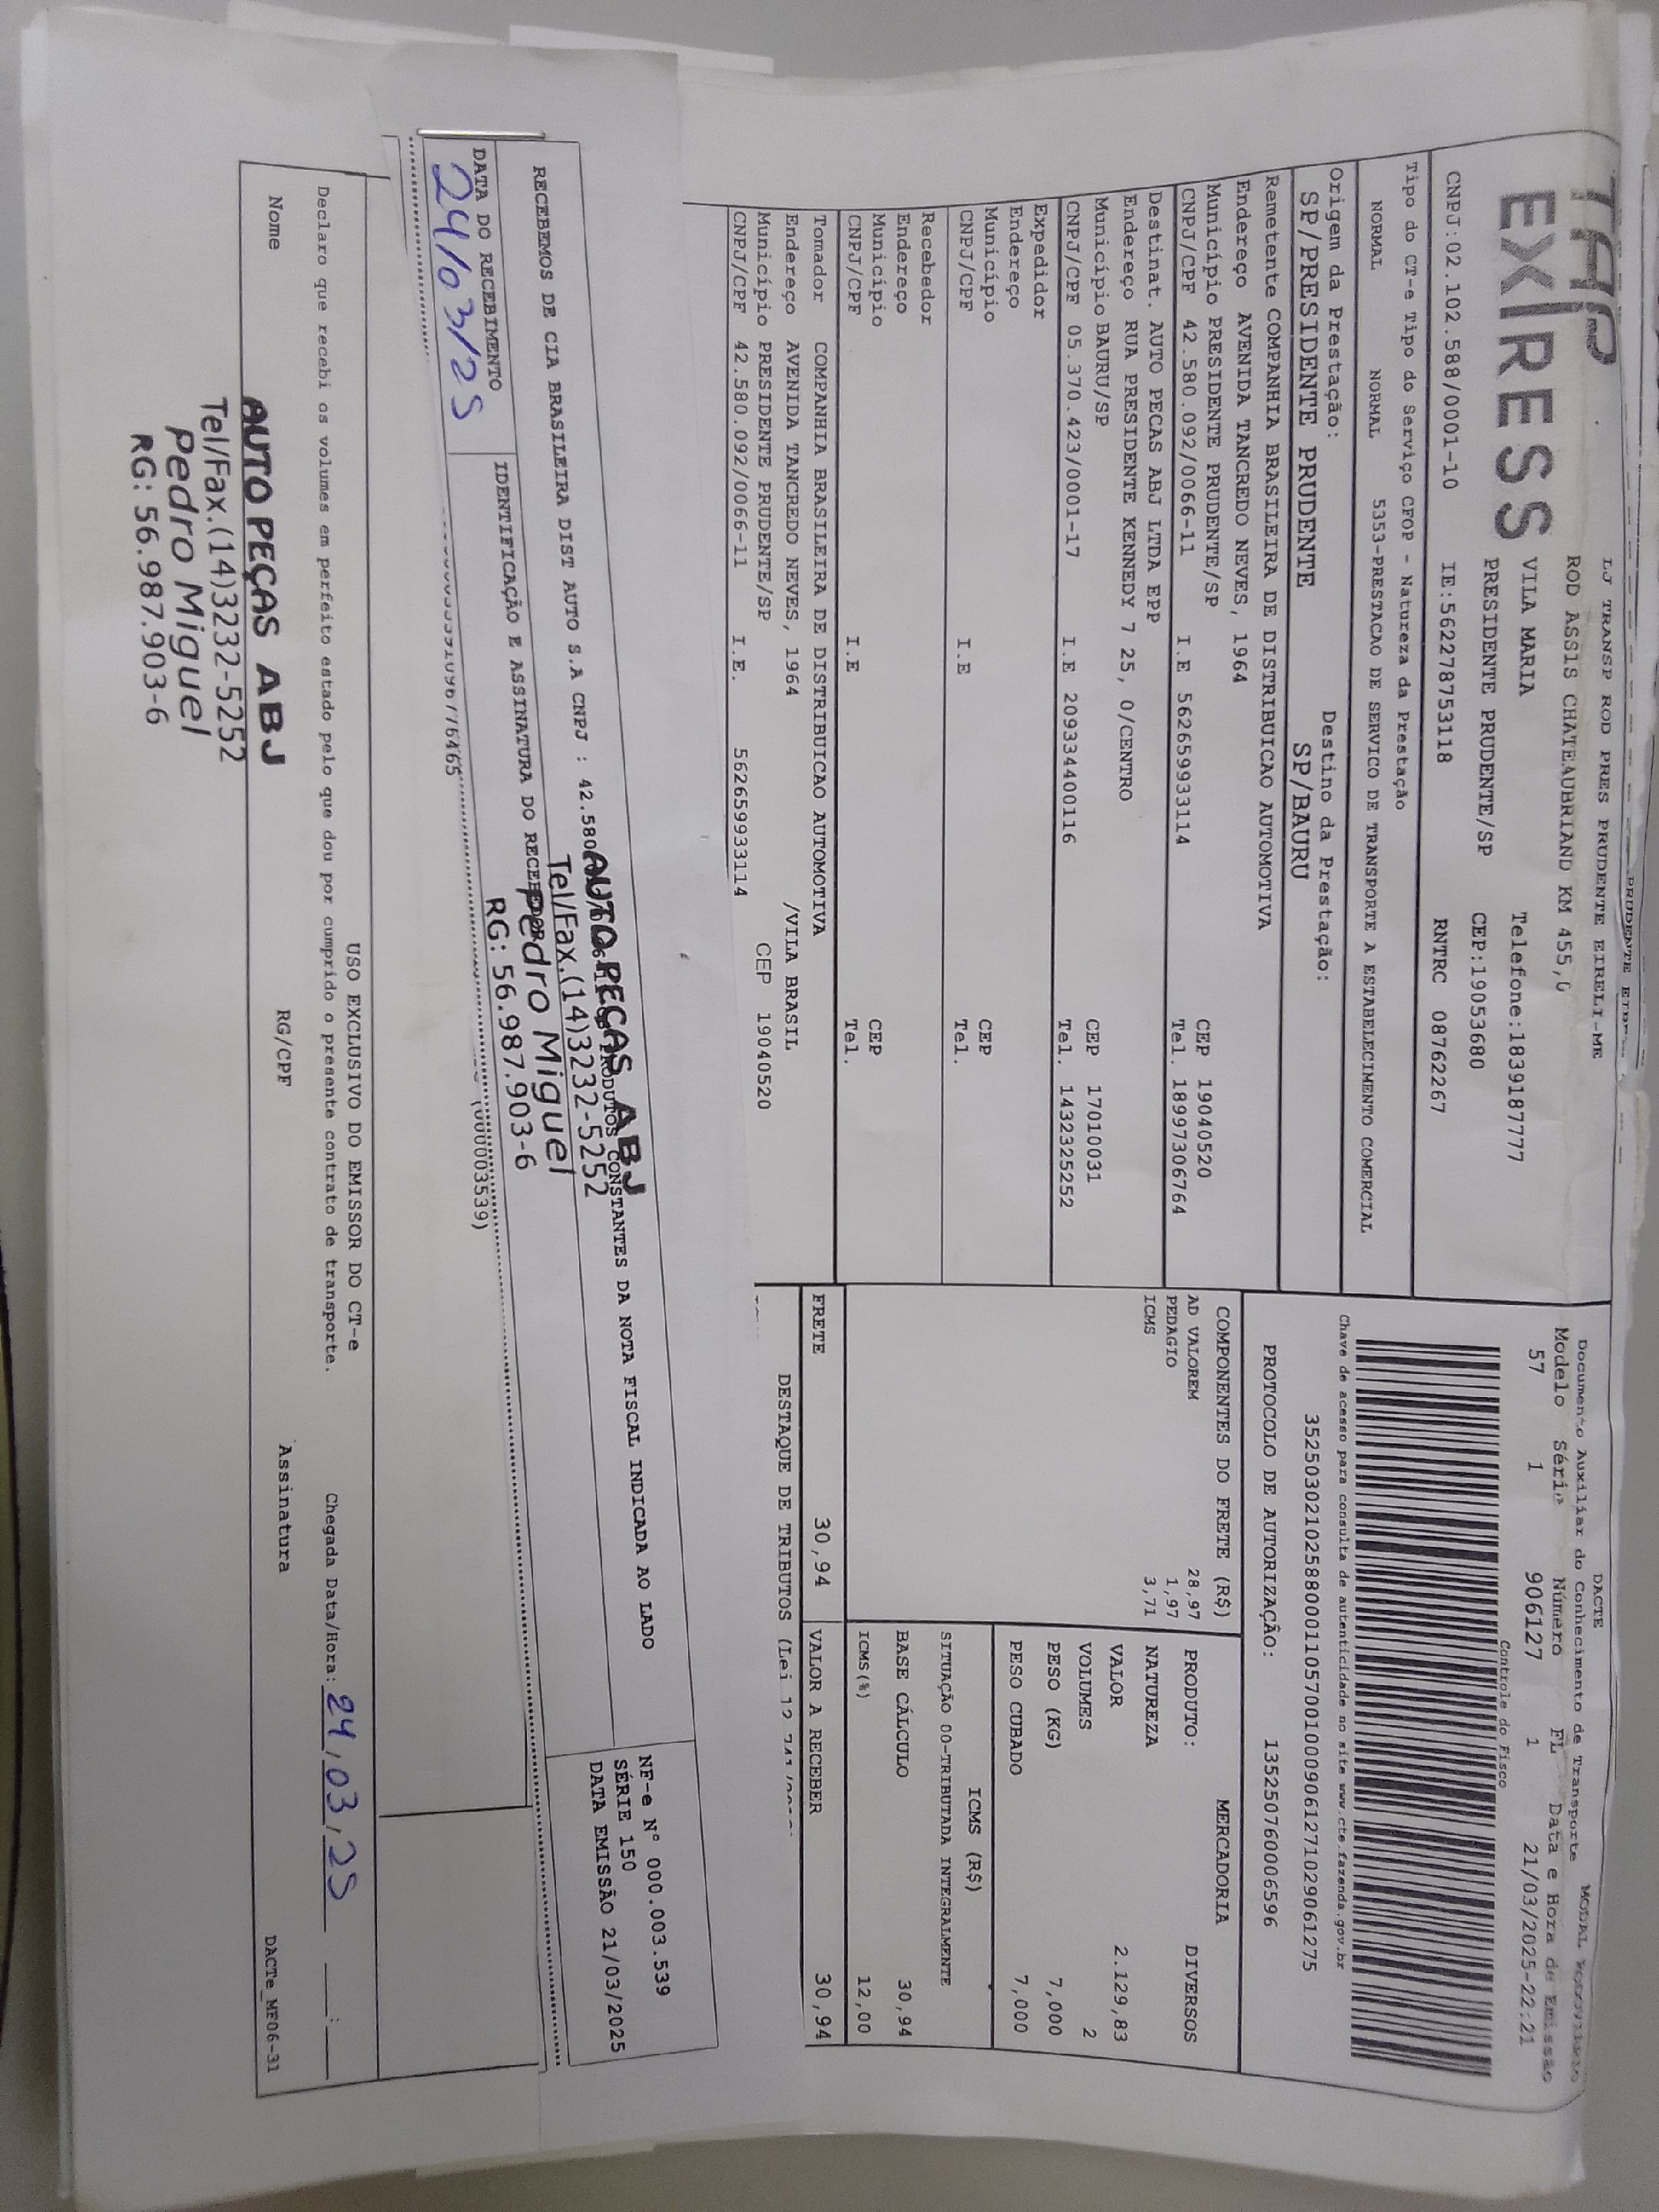 TAP
EXPRESS
LJ TRANSP ROD PRES PRUDENTE EIRELI-ME
ROD ASSIS CHATEAUBRIAND KM 455,0
VILA MARIA Telefone:1839187777
PRESIDENTE PRUDENTE/SP CEP:19053680
CNPJ:02.102.588/0001-10 IE:562278753118 RNTRC 08762267
DACTE
Documento Auxiliar do Conhecimento de Transporte MODAL RODOVIARIO
Modelo Série Número FL Data e Hora de Emissão
57 1 906127 1 21/03/2025-22:21
Controle do Fisco
Chave de acesso para consulta de autenticidade no site www.cte.fazenda.gov.br
35250302102588000110570010009061271029061275
PROTOCOLO DE AUTORIZAÇÃO: 135250760006596
Tipo do CT-e Tipo do Serviço CFOP - Natureza da Prestação
NORMAL NORMAL 5353-PRESTACAO DE SERVICO DE TRANSPORTE A ESTABELECIMENTO COMERCIAL
Origem da Prestação: Destino da Prestação:
SP/PRESIDENTE PRUDENTE SP/BAURU
Remetente COMPANHIA BRASILEIRA DE DISTRIBUICAO AUTOMOTIVA
Endereço AVENIDA TANCREDO NEVES, 1964
Município PRESIDENTE PRUDENTE/SP CEP 19040520
CNPJ/CPF 42.580.092/0066-11 I.E 562659933114 Tel. 18997306764
Destinat. AUTO PECAS ABJ LTDA EPP
Endereço RUA PRESIDENTE KENNEDY 7 25, 0/CENTRO
Município BAURU/SP CEP 17010031
CNPJ/CPF 05.370.423/0001-17 I.E 209334400116 Tel. 1432325252
Expedidor
Endereço
Município CEP
CNPJ/CPF I.E Tel.
Recebedor
Endereço
Município CEP
CNPJ/CPF I.E Tel.
Tomador COMPANHIA BRASILEIRA DE DISTRIBUICAO AUTOMOTIVA
Endereço AVENIDA TANCREDO NEVES, 1964 /VILA BRASIL
Município PRESIDENTE PRUDENTE/SP CEP 19040520
CNPJ/CPF 42.580.092/0066-11 I.E. 562659933114
COMPONENTES DO FRETE (R$)
AD VALOREM 28,97
PEDAGIO 1,97
ICMS 3,71
MERCADORIA
PRODUTO: DIVERSOS
NATUREZA
VALOR 2.129,83
VOLUMES 2
PESO (KG) 7,000
PESO CUBADO 7,000
ICMS (R$)
SITUAÇÃO 00-TRIBUTADA INTEGRALMENTE
BASE CÁLCULO 30,94
ICMS(%) 12,00
FRETE 30,94 VALOR A RECEBER 30,94
DESTAQUE DE TRIBUTOS (Lei
RECEBEMOS DE CIA BRASILEIRA DIST AUTO S.A CNPJ : 42.580 PRODUTOS CONSTANTES DA NOTA FISCAL INDICADA AO LADO
NF-e N° 000.003.539
SÉRIE 150
DATA EMISSÃO 21/03/2025
DATA DO RECEBIMENTO
24/03/25
IDENTIFICAÇÃO E ASSINATURA DO RECEBEDOR
AUTO PEÇAS ABJ
Tel/Fax.(14)3232-5252
Pedro Miguel
RG: 56.987.903-6
USO EXCLUSIVO DO EMISSOR DO CT-e
Declaro que recebi os volumes em perfeito estado pelo que dou por cumprido o presente contrato de transporte. Chegada Data/Hora: 24,03,25
Nome RG/CPF Assinatura
AUTO PEÇAS ABJ
Tel/Fax.(14)3232-5252
Pedro Miguel
RG: 56.987.903-6
DACTe_MF06-31